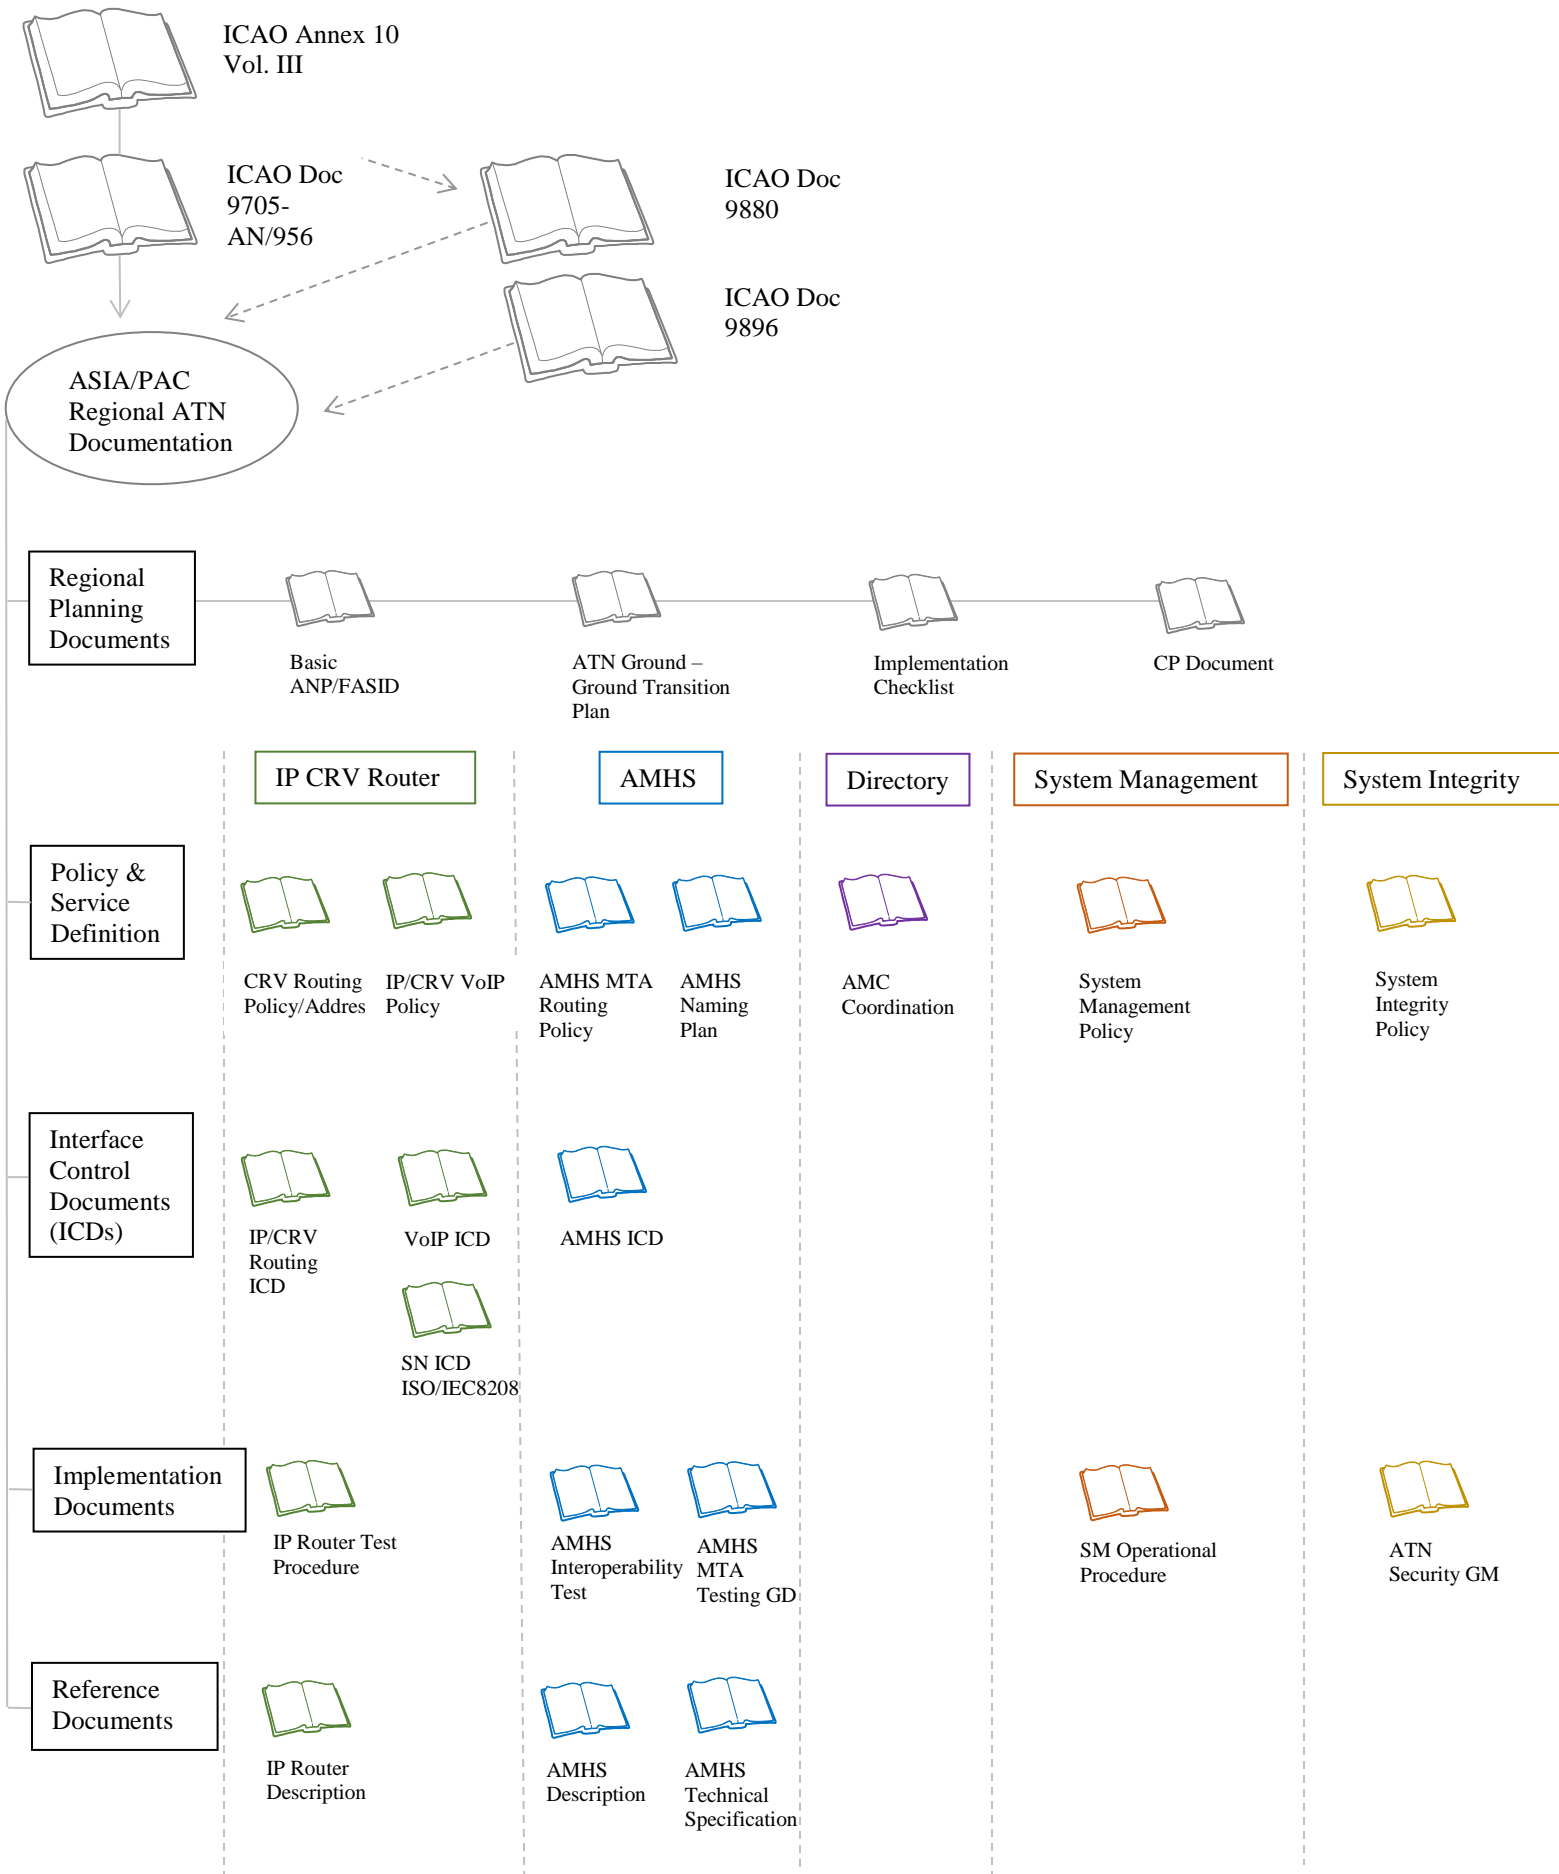 ICAO Annex 10
Vol. III
ICAO Doc
9705-
AN/956
ICAO Doc
9880
ICAO Doc
9896
ASIA/PAC
Regional ATN
Documentation
Regional
Planning
Documents
Basic
ANP/FASID
ATN Ground –
Ground Transition
Plan
Implementation
Checklist
CP Document
IP CRV Router
AMHS
Directory
System Management
System Integrity
Policy &
Service
Definition
CRV Routing
Policy/Addres
IP/CRV VoIP
Policy
AMHS MTA
Routing
Policy
AMHS
Naming
Plan
AMC
Coordination
System
Management
Policy
System
Integrity
Policy
Interface
Control
Documents
(ICDs)
IP/CRV
Routing
ICD
VoIP ICD
AMHS ICD
SN ICD
ISO/IEC8208
Implementation
Documents
IP Router Test
Procedure
AMHS
Interoperability
Test
AMHS
MTA
Testing GD
SM Operational
Procedure
ATN
Security GM
Reference
Documents
IP Router
Description
AMHS
Description
AMHS
Technical
Specification